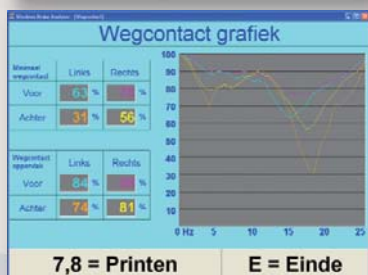 Wegcontact grafiek
Minimaal
wegcontact
Links
Rechts
Voor
63 %
%
Achter
31 %
56 %
Wegcontact
Links
Rechts
Voor
84 %
%
Achter
74 %
81 %
100
90
80
70
60
50
40
30
20
10
0 Hz 5 10 15 20 25
7,8 = Printen E = Einde